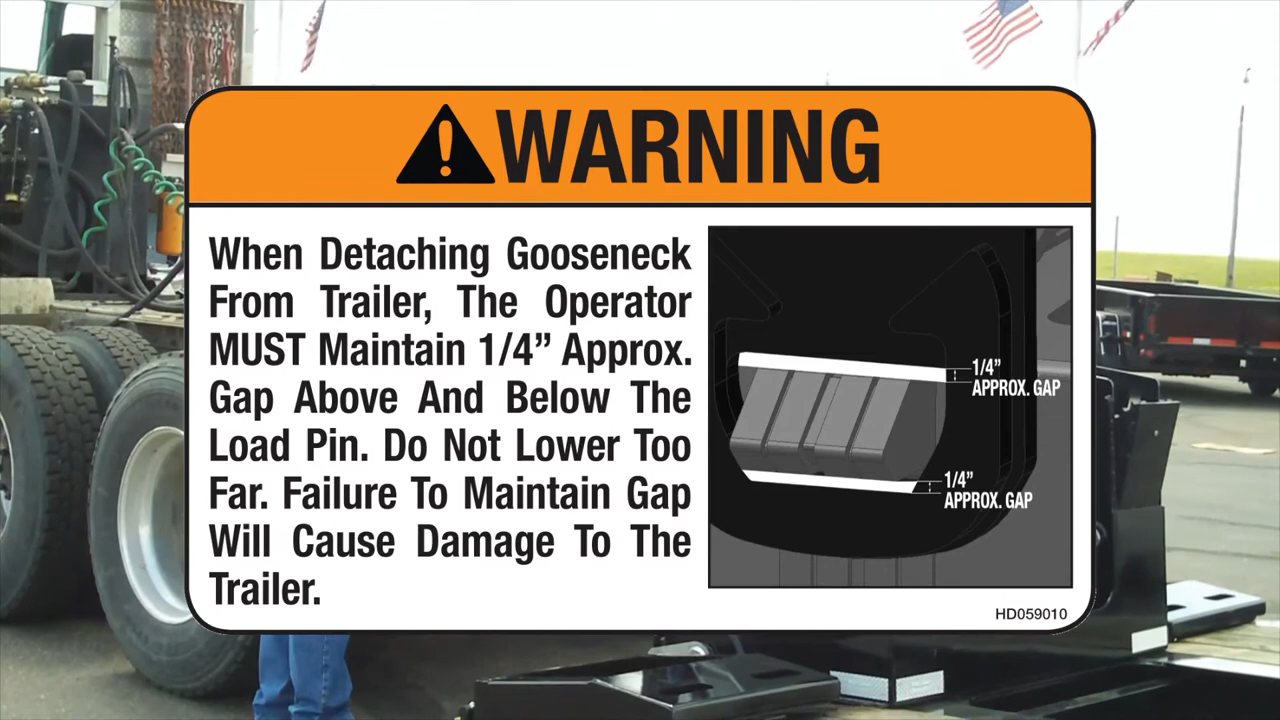 WARNING
When Detaching Gooseneck
From Trailer, The Operator
MUST Maintain 1/4” Approx.
Gap Above And Below The
Load Pin. Do Not Lower Too
Far. Failure To Maintain Gap
Will Cause Damage To The
Trailer.
1/4”
APPROX. GAP
1/4”
APPROX. GAP
HD059010